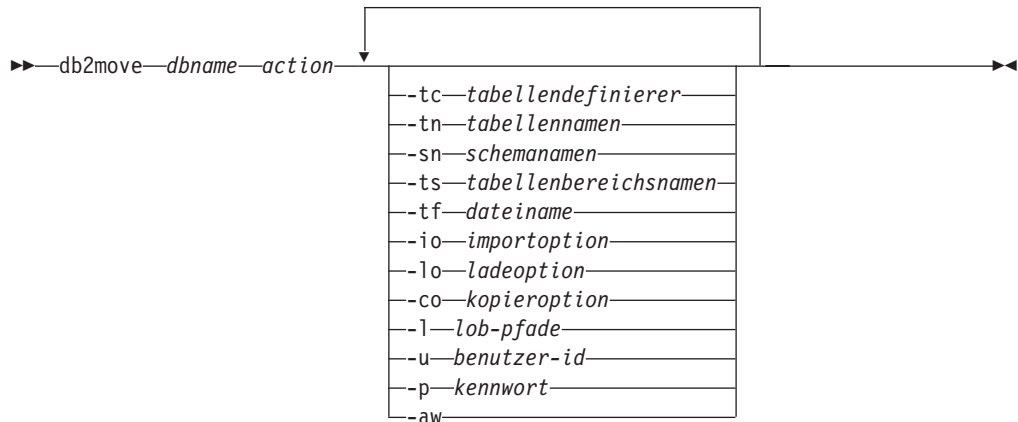 db2move dbname action
-tc tabellendefinierer
-tn tabellennamen
-sn schemanamen
-ts tabellenbereichsnamen
-tf dateiname
-io importoption
-lo ladeoption
-co kopieroption
-l lob-pfade
-u benutzer-id
-p kennwort
-aw